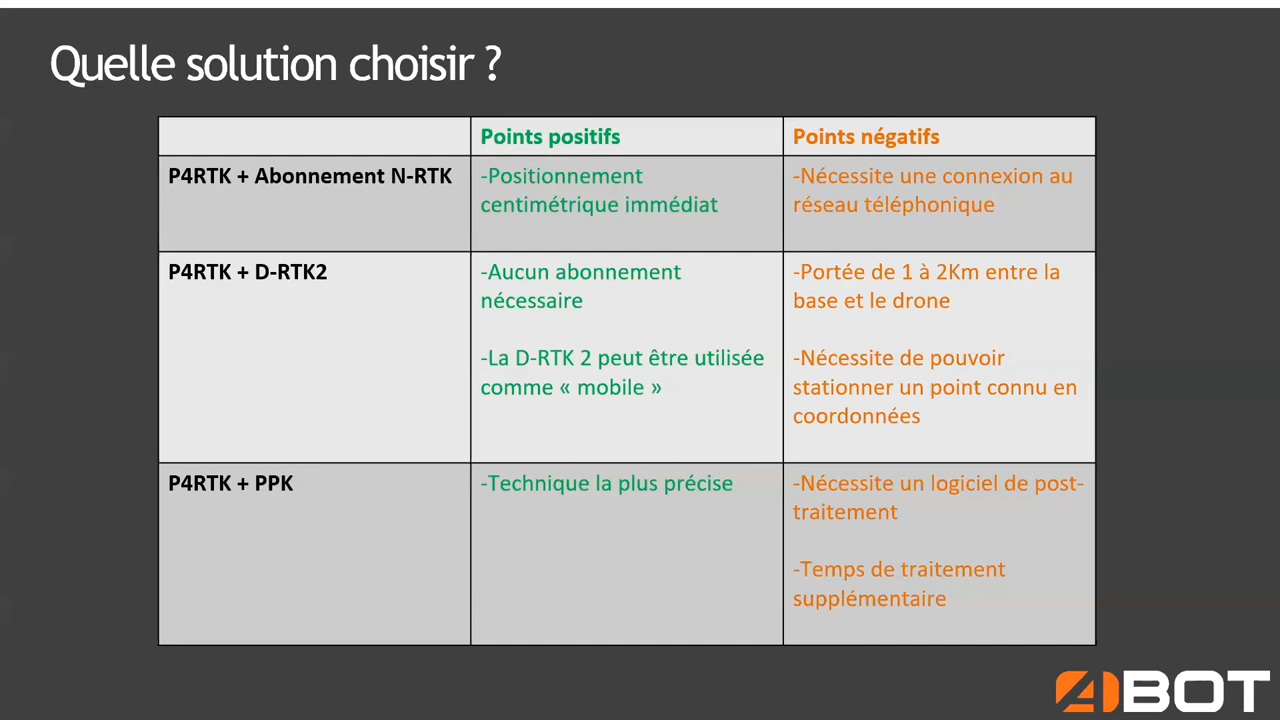 Quelle solution choisir ?
Points positifs
Points négatifs
P4RTK + Abonnement N-RTK
-Positionnement
centimétrique immédiat
-Nécessite une connexion au
réseau téléphonique
P4RTK + D-RTK2
-Aucun abonnement
nécessaire
-La D-RTK 2 peut être utilisée
comme « mobile »
-Portée de 1 à 2Km entre la
base et le drone
-Nécessite de pouvoir
stationner un point connu en
coordonnées
P4RTK + PPK
-Technique la plus précise
-Nécessite un logiciel de post-
traitement
-Temps de traitement
supplémentaire
ABOT